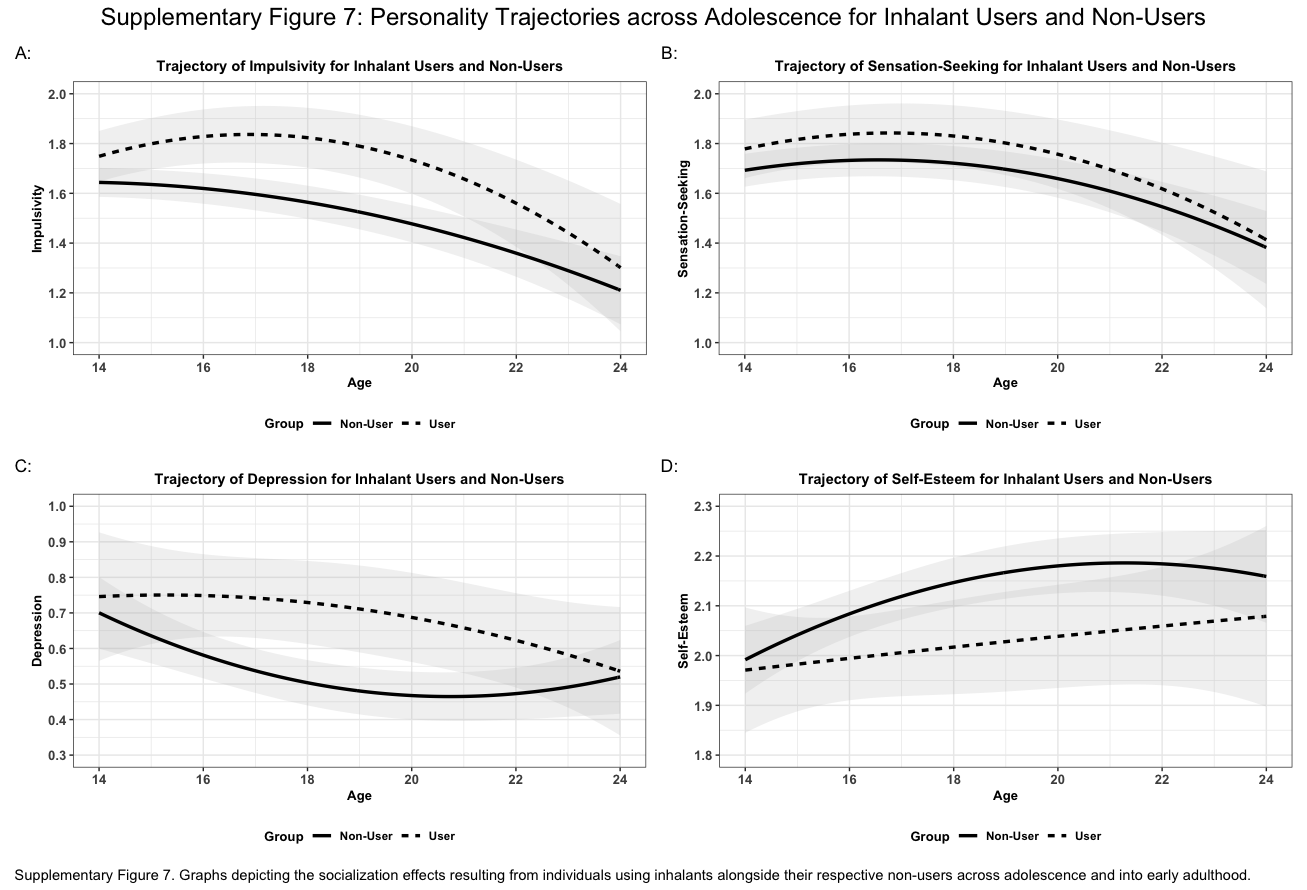 Supplementary Figure 7: Personality Trajectories across Adolescence for Inhalant Users and Non-Users
A:
Trajectory of Impulsivity for Inhalant Users and Non-Users
Impulsivity
2.0
1.8
1.6
1.4
1.2
1.0
14 16 18 20 22 24
Age
Group Non-User User
B:
Trajectory of Sensation-Seeking for Inhalant Users and Non-Users
Sensation-Seeking
2.0
1.8
1.6
1.4
1.2
1.0
14 16 18 20 22 24
Age
Group Non-User User
C:
Trajectory of Depression for Inhalant Users and Non-Users
Depression
1.0
0.9
0.8
0.7
0.6
0.5
0.4
0.3
14 16 18 20 22 24
Age
Group Non-User User
D:
Trajectory of Self-Esteem for Inhalant Users and Non-Users
Self-Esteem
2.3
2.2
2.1
2.0
1.9
1.8
14 16 18 20 22 24
Age
Group Non-User User
Supplementary Figure 7. Graphs depicting the socialization effects resulting from individuals using inhalants alongside their respective non-users across adolescence and into early adulthood.